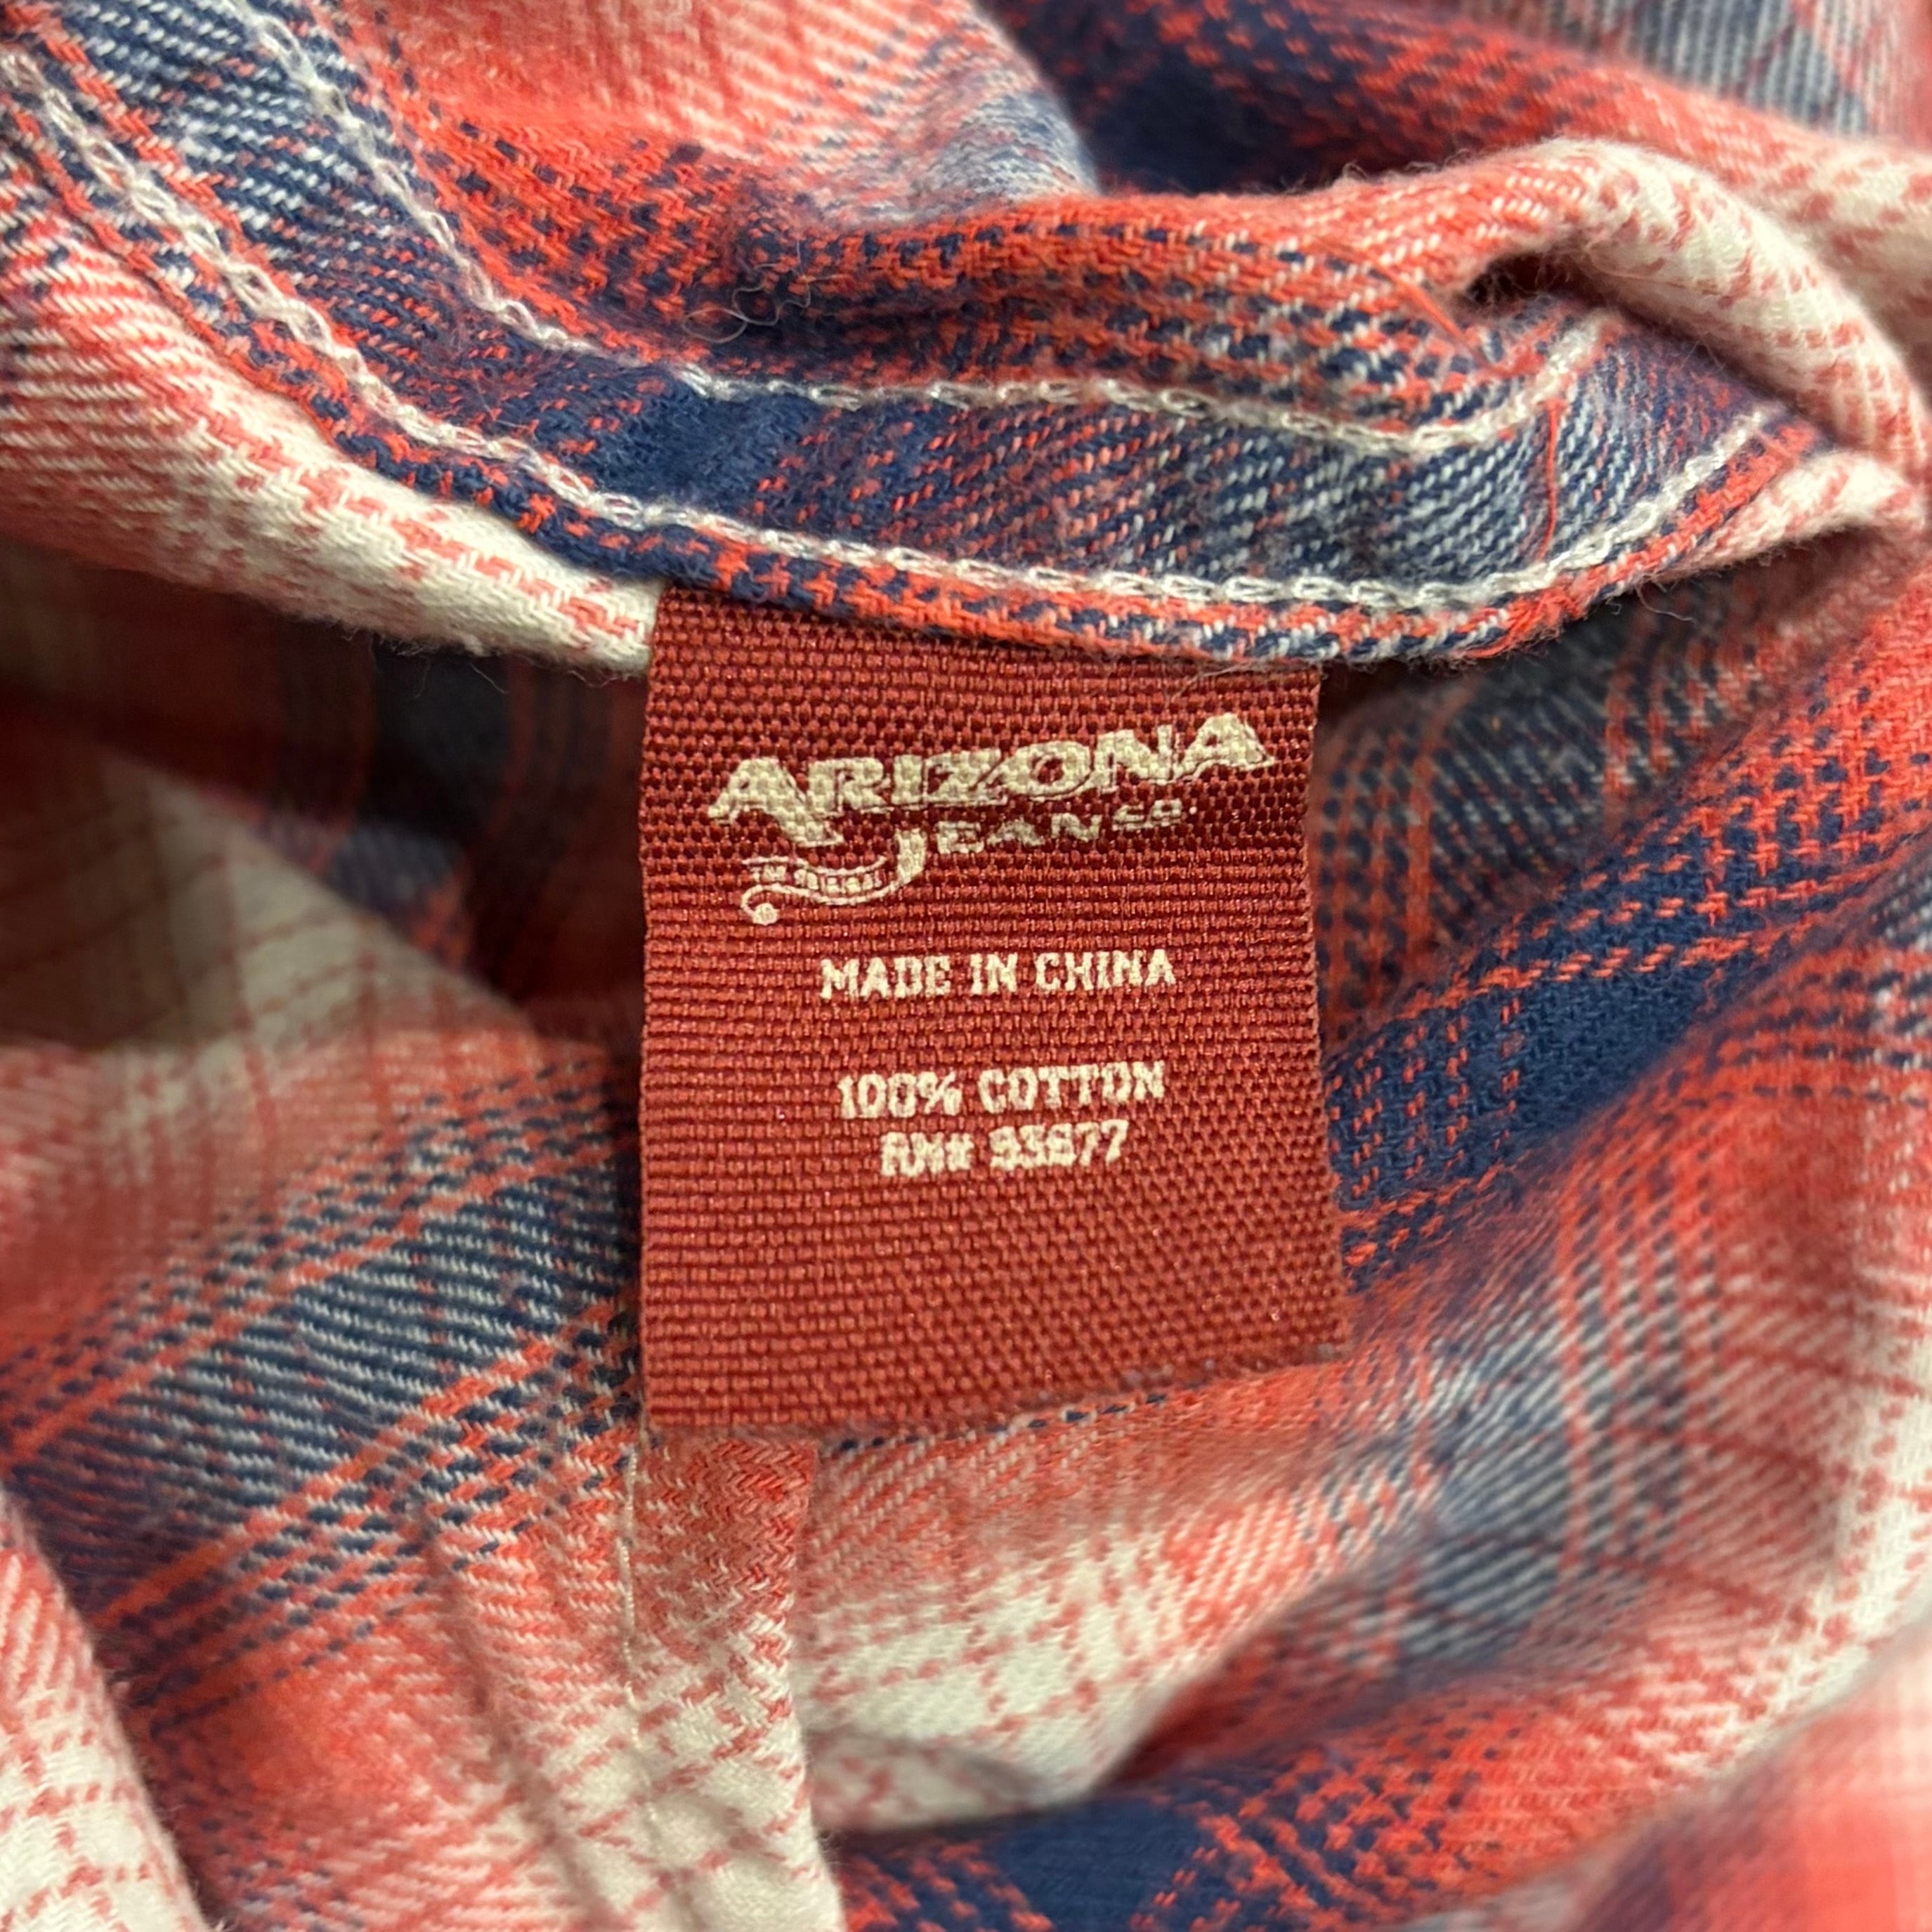 ARIZONA
JEAN CO.
MADE IN CHINA
100% COTTON
RN# 93677